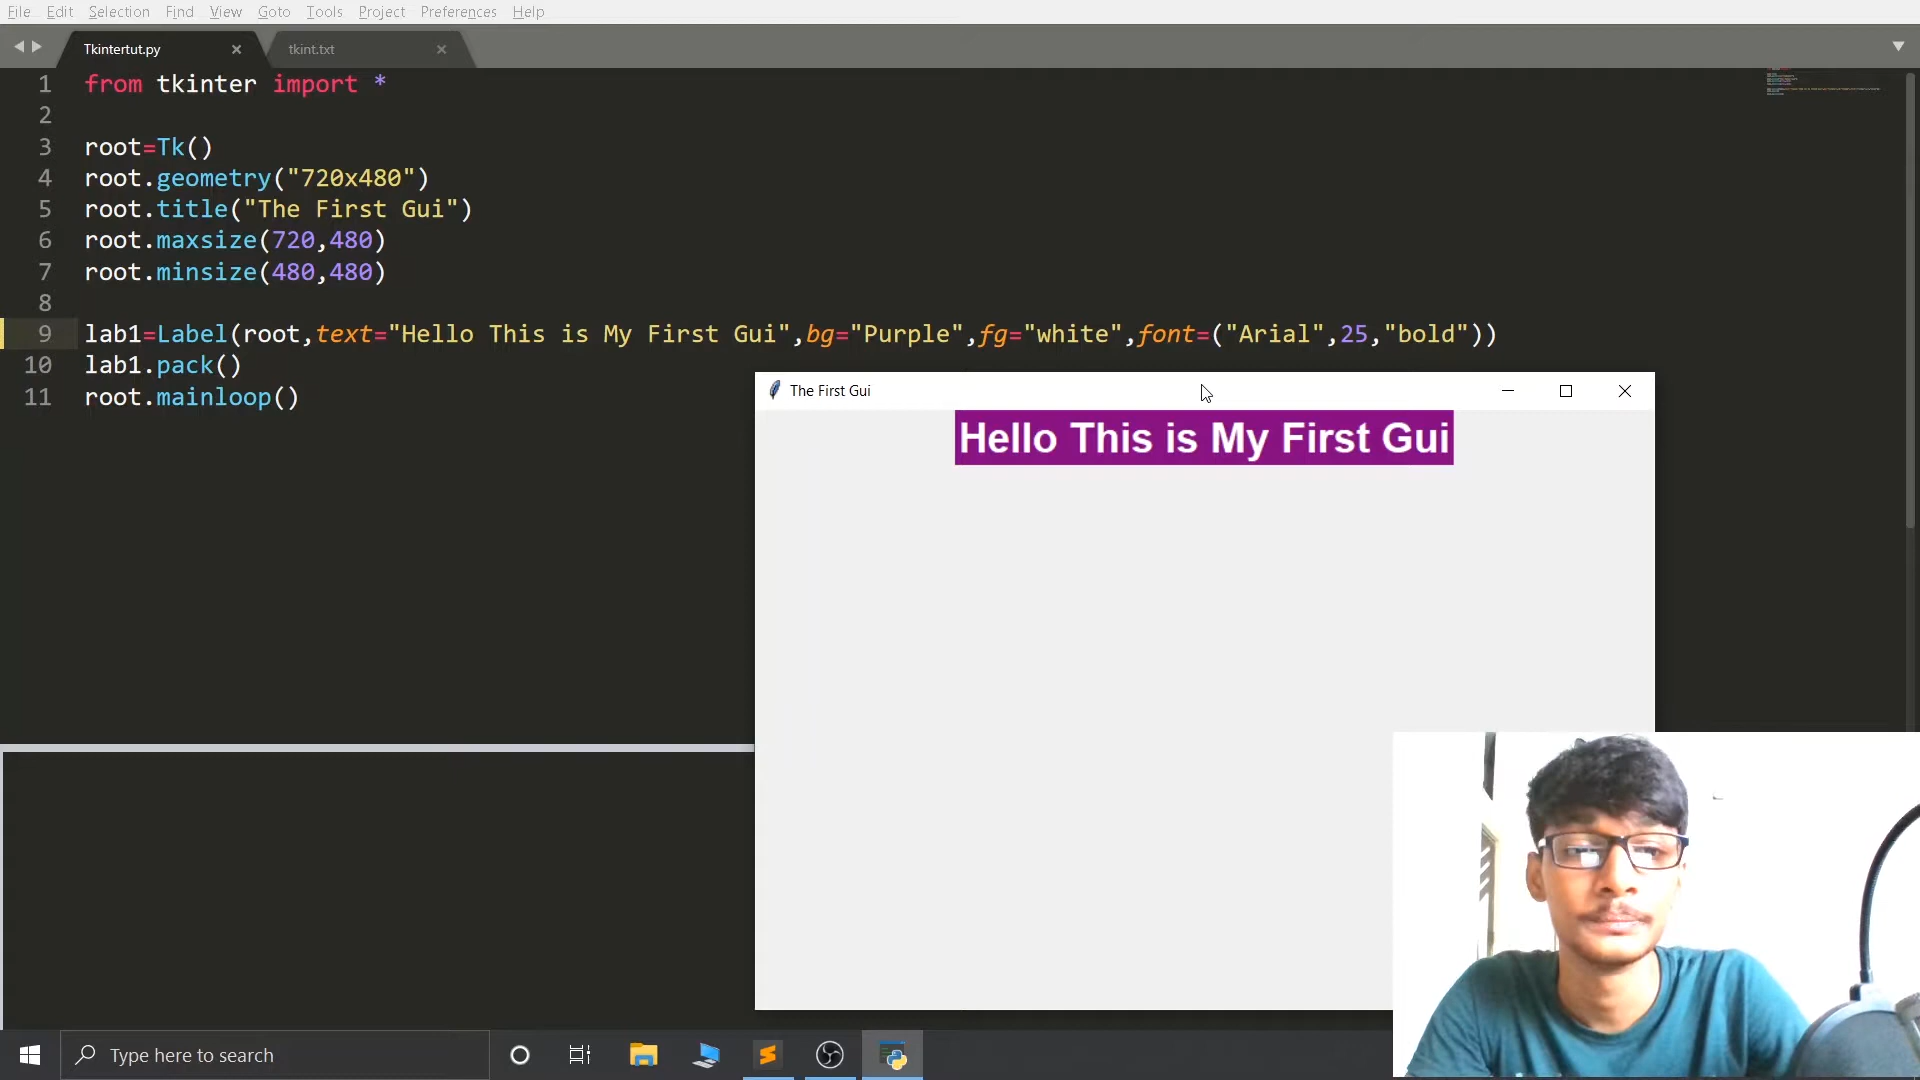 File Edit Selection Find View Goto Tools Project Preferences Help
Tkintertut.py × tkint.txt ×
1 from tkinter import *
2
3 root=Tk()
4 root.geometry("720x480")
5 root.title("The First Gui")
6 root.maxsize(720,480)
7 root.minsize(480,480)
8
9 lab1=Label(root,text="Hello This is My First Gui",bg="Purple",fg="white",font=("Arial",25,"bold"))
10 lab1.pack()
11 root.mainloop()
The First Gui
Hello This is My First Gui
Type here to search